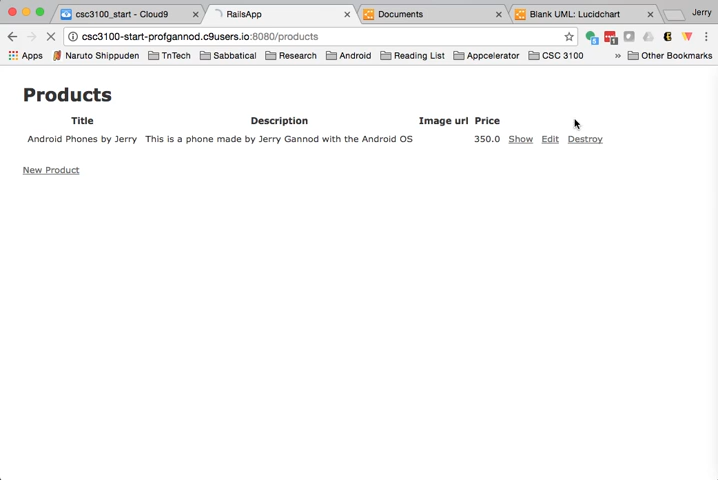 csc3100_start - Cloud9
RailsApp
Documents
Blank UML: Lucidchart
Jerry
csc3100-start-profgannod.c9users.io:8080/products
Apps
Naruto Shippuden
TnTech
Sabbatical
Research
Android
Reading List
Appcelerator
CSC 3100
»
Other Bookmarks
Products
Title Description Image url Price
Android Phones by Jerry This is a phone made by Jerry Gannod with the Android OS 350.0 Show Edit Destroy
New Product